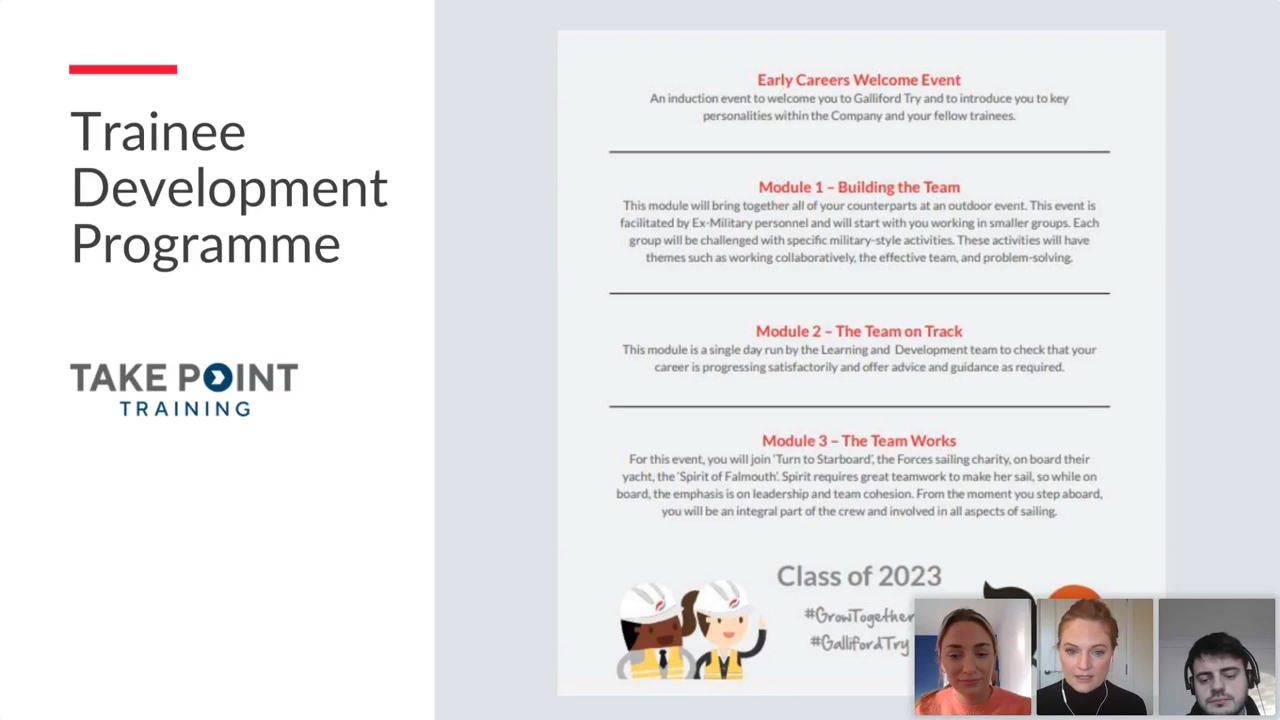 Trainee
Development
Programme
TAKE POINT
TRAINING
Early Careers Welcome Event
An induction event to welcome you to Galliford Try and to introduce you to key
personalities within the Company and your fellow trainees.
Module 1 – Building the Team
This module will bring together all of your counterparts at an outdoor event. This event is
facilitated by Ex-Military personnel and will start with you working in smaller groups. Each
group will be challenged with specific military-style activities. These activities will have
themes such as working collaboratively, the effective team, and problem-solving.
Module 2 – The Team on Track
This module is a single day run by the Learning and Development team to check that your
career is progressing satisfactorily and offer advice and guidance as required.
Module 3 – The Team Works
For this event, you will join 'Turn to Starboard', the Forces sailing charity, on board their
yacht, the 'Spirit of Falmouth'. Spirit requires great teamwork to make her sail, so while on
board, the emphasis is on leadership and team cohesion. From the moment you step aboard,
you will be an integral part of the crew and involved in all aspects of sailing.
Class of 2023
#GrowTogether
#GallifordTry